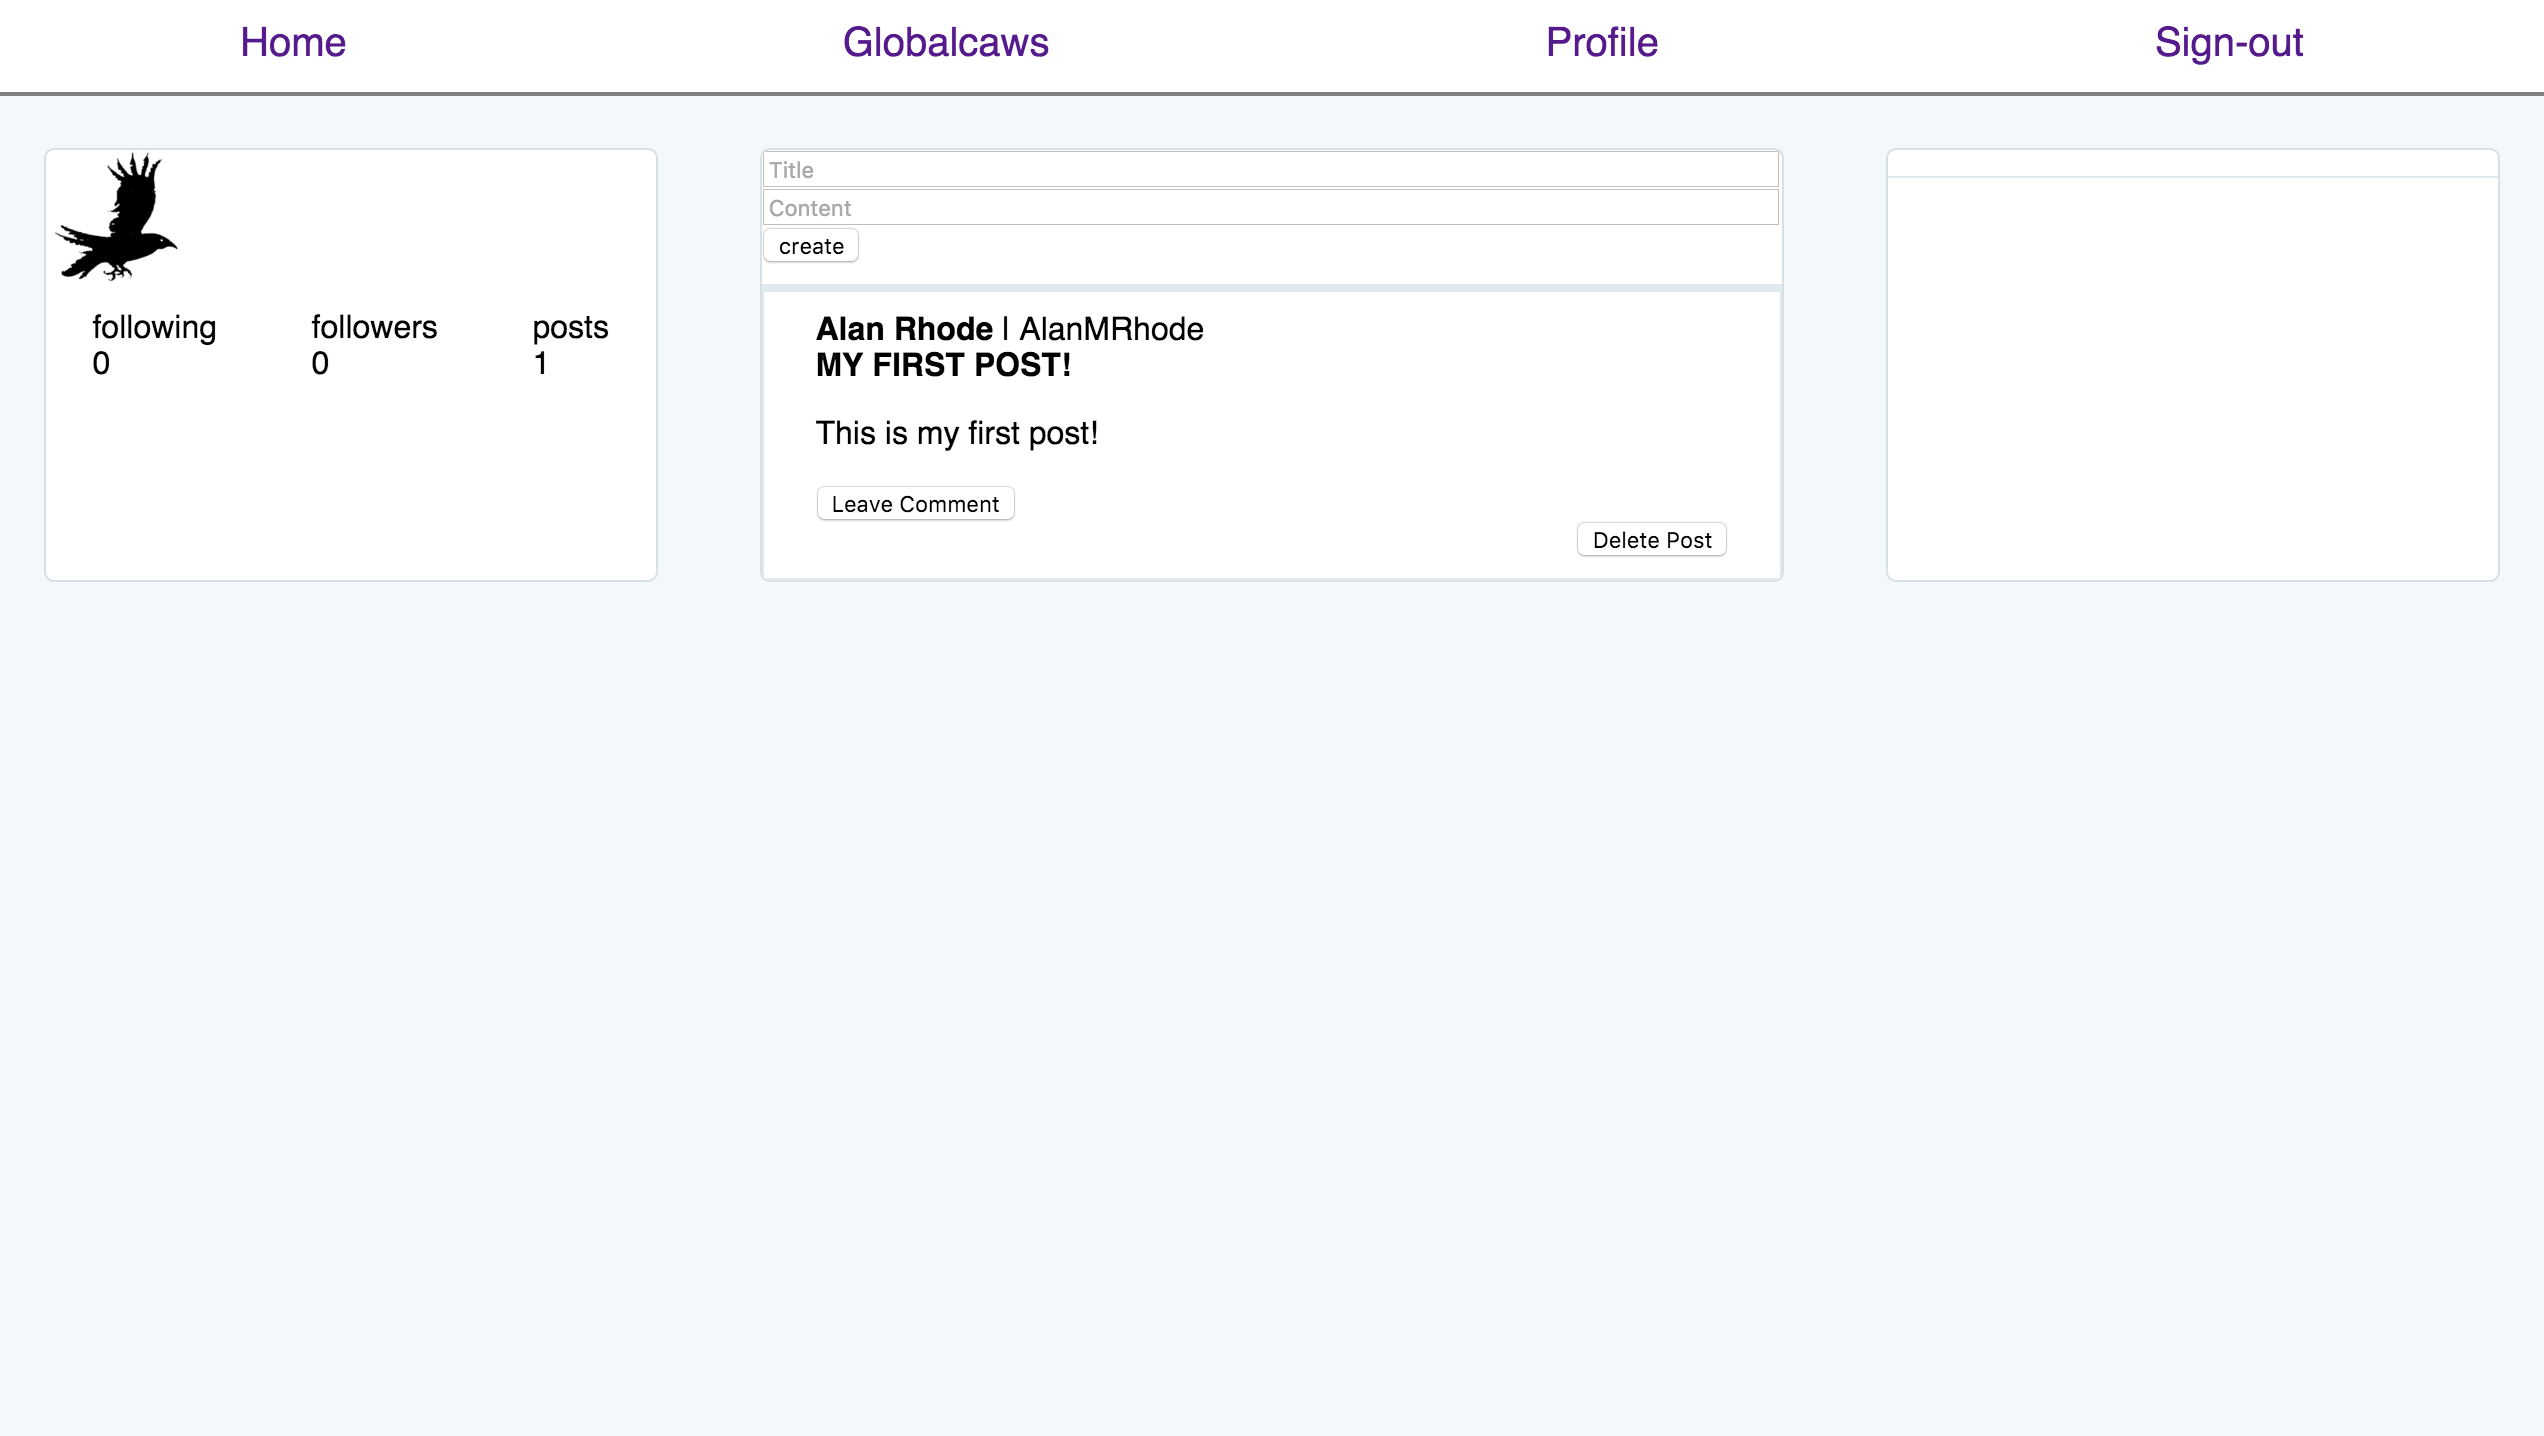 Home Globalcaws Profile Sign-out
following followers posts
0 0 1
Title
Content
create
Alan Rhode | AlanMRhode
MY FIRST POST!
This is my first post!
Leave Comment
Delete Post